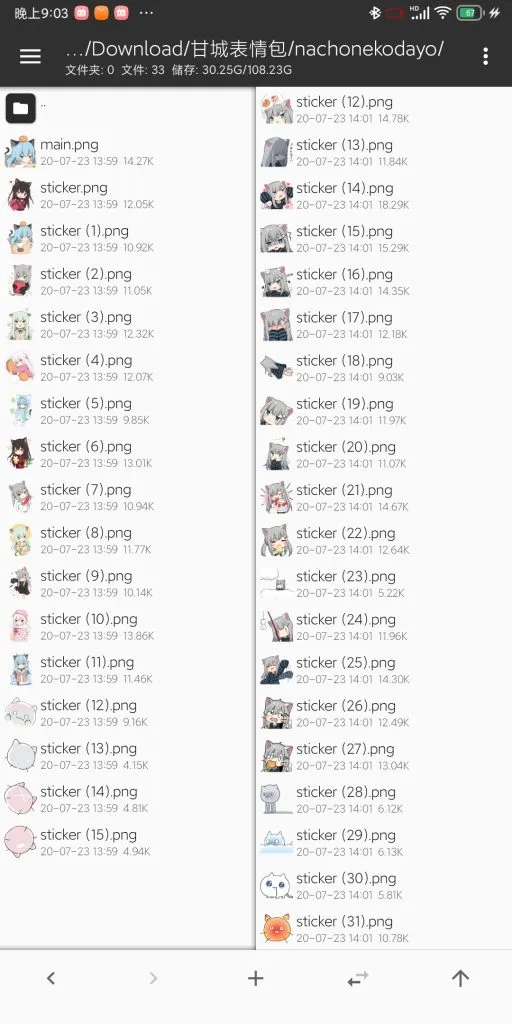 晚上9:03 ... HD 67
.../Download/甘城表情包/nachonekodayo/
文件夹: 0 文件: 33 储存: 30.25G/108.23G
..
main.png
20-07-23 13:59 14.27K
sticker.png
20-07-23 13:59 12.05K
sticker (1).png
20-07-23 13:59 10.92K
sticker (2).png
20-07-23 13:59 11.05K
sticker (3).png
20-07-23 13:59 12.32K
sticker (4).png
20-07-23 13:59 12.07K
sticker (5).png
20-07-23 13:59 9.85K
sticker (6).png
20-07-23 13:59 13.01K
sticker (7).png
20-07-23 13:59 10.94K
sticker (8).png
20-07-23 13:59 11.77K
sticker (9).png
20-07-23 13:59 10.14K
sticker (10).png
20-07-23 13:59 13.86K
sticker (11).png
20-07-23 13:59 11.46K
sticker (12).png
20-07-23 13:59 9.16K
sticker (13).png
20-07-23 13:59 4.15K
sticker (14).png
20-07-23 13:59 4.81K
sticker (15).png
20-07-23 13:59 4.94K
sticker (12).png
20-07-23 14:01 14.78K
sticker (13).png
20-07-23 14:01 11.84K
sticker (14).png
20-07-23 14:01 18.29K
sticker (15).png
20-07-23 14:01 15.29K
sticker (16).png
20-07-23 14:01 14.35K
sticker (17).png
20-07-23 14:01 12.18K
sticker (18).png
20-07-23 14:01 9.03K
sticker (19).png
20-07-23 14:01 11.97K
sticker (20).png
20-07-23 14:01 11.07K
sticker (21).png
20-07-23 14:01 14.67K
sticker (22).png
20-07-23 14:01 12.64K
sticker (23).png
20-07-23 14:01 5.22K
sticker (24).png
20-07-23 14:01 11.96K
sticker (25).png
20-07-23 14:01 14.30K
sticker (26).png
20-07-23 14:01 12.49K
sticker (27).png
20-07-23 14:01 13.04K
sticker (28).png
20-07-23 14:01 6.12K
sticker (29).png
20-07-23 14:01 6.13K
sticker (30).png
20-07-23 14:01 5.81K
sticker (31).png
20-07-23 14:01 10.78K